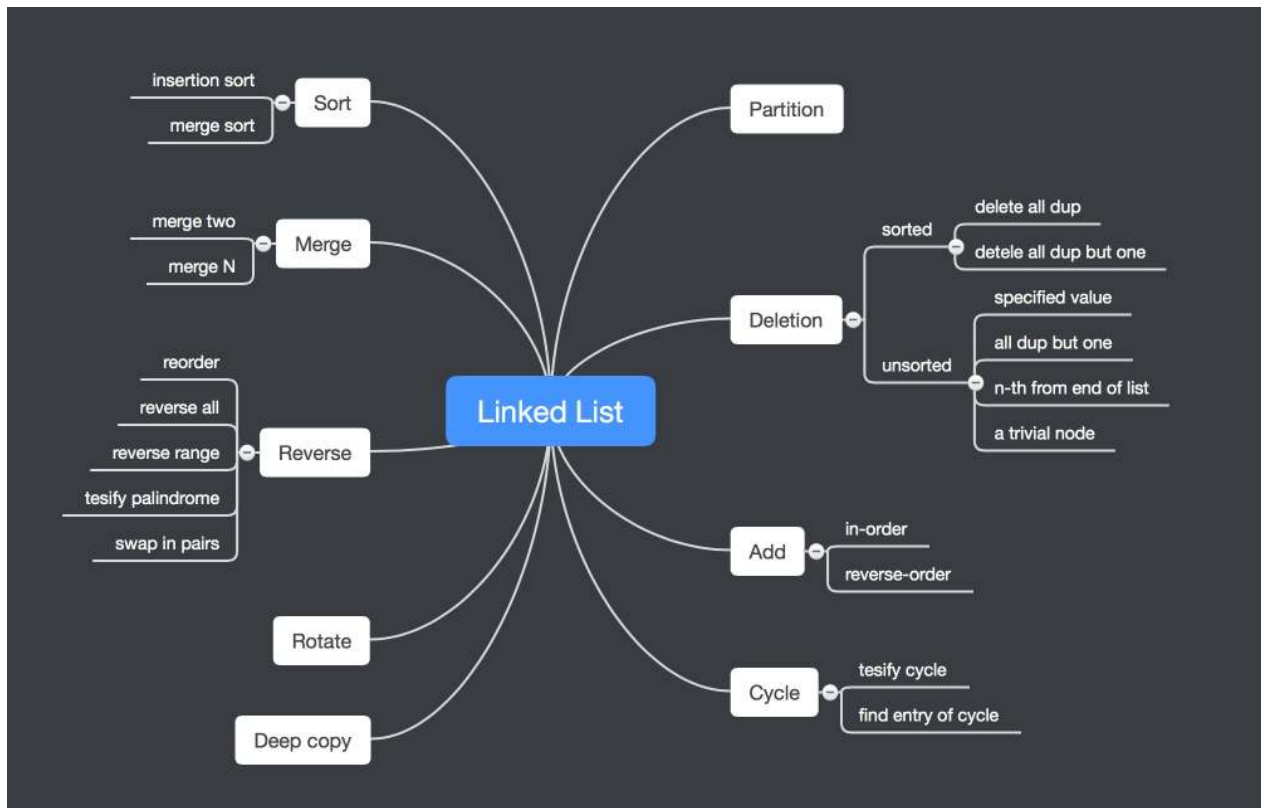 Linked List
Sort
insertion sort
merge sort
Merge
merge two
merge N
Reverse
reorder
reverse all
reverse range
tesify palindrome
swap in pairs
Rotate
Deep copy
Partition
Deletion
sorted
delete all dup
detele all dup but one
unsorted
specified value
all dup but one
n-th from end of list
a trivial node
Add
in-order
reverse-order
Cycle
tesify cycle
find entry of cycle